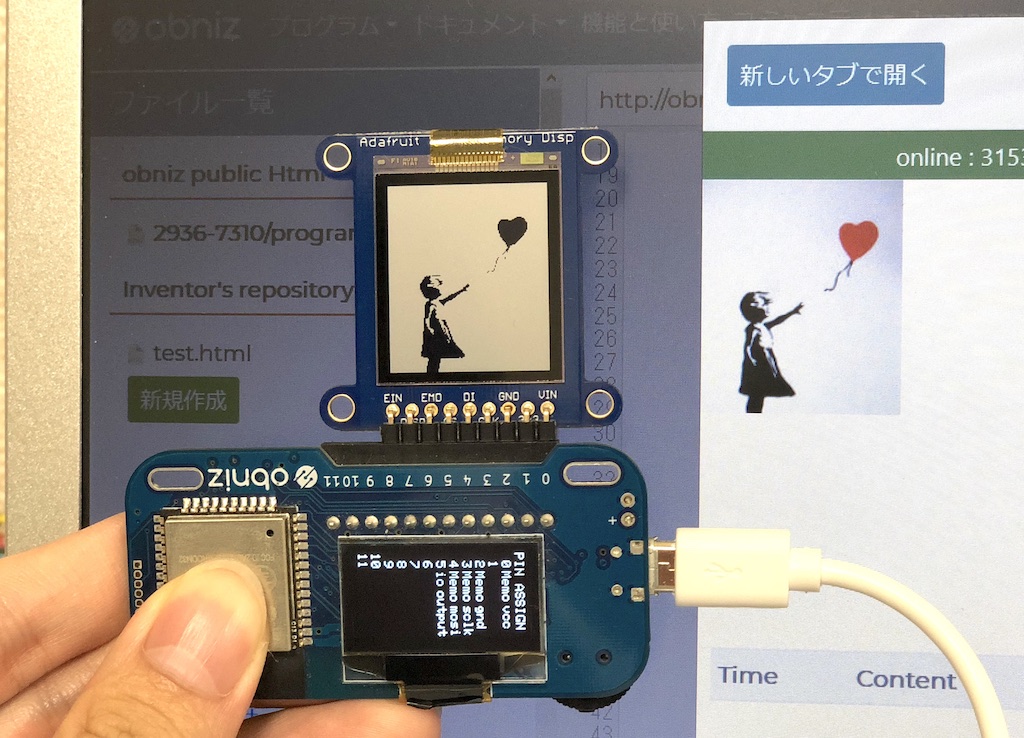 obniz プログラム ドキュメント 機能と使い
新しいタブで開く
ファイル一覧
http://obn
Adafruit
mory Disp
online : 3153
obniz public Html
2936-7310/program
Inventor's repository
test.html
新規作成
19
20
21
22
23
24
25
26
27
30
EIN EMD DI GND VIN
obniz
11 10 9 8 7 6 5 4 3 2 1 0
PIN ASSIGN
0 Memo vcc
1
2 Memo gnd
3 Memo sclk
4 Memo mosi
5 io output
6
7
8
9
10
11
Time Content
42
43